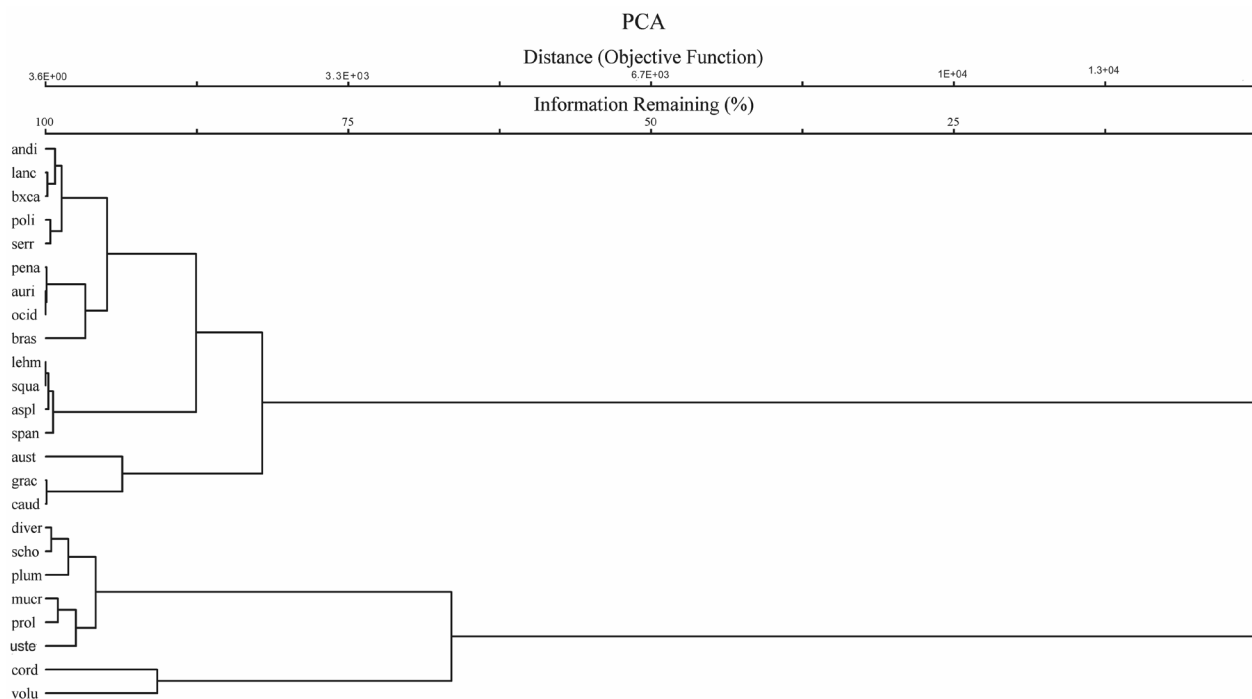 PCA
Distance (Objective Function)
3.6E+00 3.3E+03 6.7E+03 1E+04 1.3+04
Information Remaining (%)
100 75 50 25
andi
lanc
bxca
poli
serr
pena
auri
ocid
bras
lehm
squa
aspl
span
aust
grac
caud
diver
scho
plum
mucr
prol
uste
cord
volu